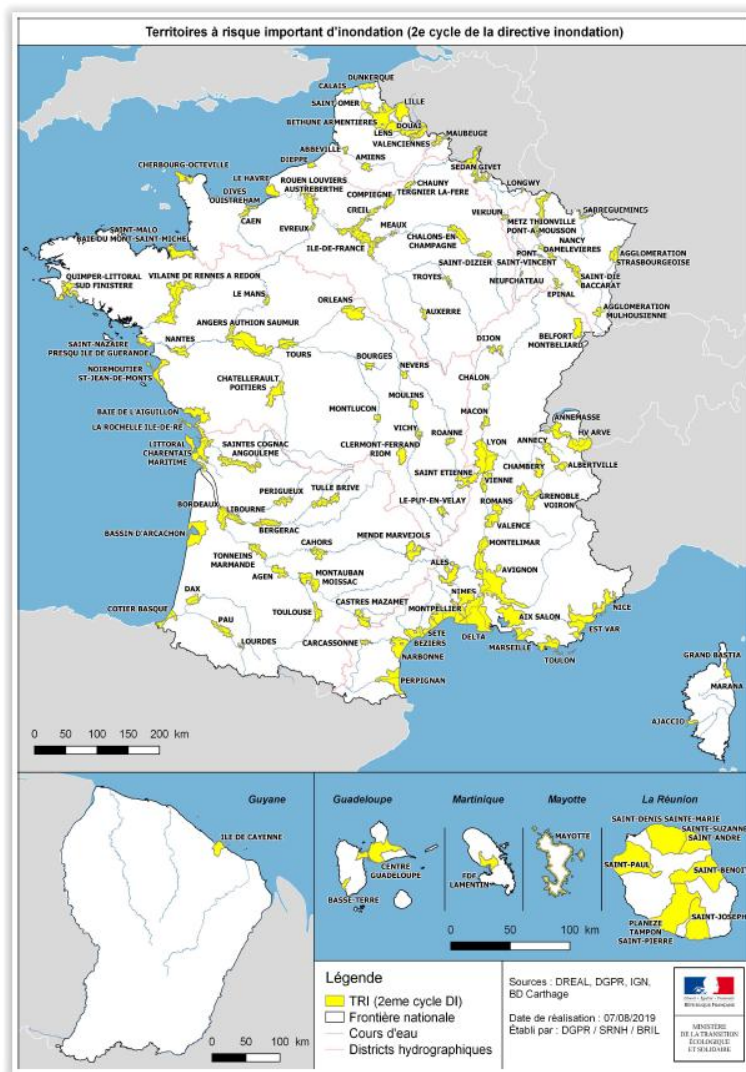 Territoires à risque important d'inondation (2e cycle de la directive inondation)
DUNKERQUE
CALAIS
SAINT-OMER
LILLE
BETHUNE ARMENTIERES
DOUAI
LENS
VALENCIENNES
MAUBEUGE
ABBEVILLE
AMIENS
DIEPPE
SEDAN GIVET
CHERBOURG-OCTEVILLE
LE HAVRE
ROUEN LOUVIERS
AUSTREBERTHE
CHAUNY
TERGNIER LA-FERE
LONGWY
DIVES
OUISTREHAM
COMPIEGNE
CREIL
VERDUN
SARREGUEMINES
CAEN
EVREUX
MEAUX
METZ THIONVILLE
PONT-A-MOUSSON
SAINT-MALO
BAIE DU MONT-SAINT-MICHEL
ILE-DE-FRANCE
CHALONS-EN-
CHAMPAGNE
NANCY
DAMELEVIERES
AGGLOMERATION
STRASBOURGEOISE
SAINT-DIZIER
PONT
SAINT-VINCENT
SAINT-DIE
BACCARAT
QUIMPER-LITTORAL
SUD FINISTERE
VILAINE DE RENNES A REDON
TROYES
NEUFCHATEAU
EPINAL
LE MANS
ORLEANS
AUXERRE
AGGLOMERATION
MULHOUSIENNE
ANGERS AUTHION SAUMUR
SAINT-NAZAIRE
PRESQU ILE DE GUERANDE
NANTES
TOURS
DIJON
BELFORT
MONTBELIARD
BOURGES
NEVERS
NOIRMOUTIER
ST-JEAN-DE-MONTS
CHATELLERAULT
POITIERS
CHALON
MOULINS
MONTLUCON
MACON
ANNEMASSE
BAIE DE L'AIGUILLON
VICHY
ROANNE
HV ARVE
LA ROCHELLE ILE-DE-RÉ
CLERMONT-FERRAND
RIOM
LYON
ANNECY
LITTORAL
CHARENTAIS
MARITIME
SAINTES COGNAC
ANGOULEME
SAINT ETIENNE
CHAMBERY
ALBERTVILLE
VIENNE
TULLE BRIVE
PERIGUEUX
LE-PUY-EN-VELAY
ROMANS
GRENOBLE
VOIRON
BORDEAUX
LIBOURNE
VALENCE
BASSIN D'ARCACHON
BERGERAC
MENDE MARVEJOLS
MONTELIMAR
CAHORS
TONNEINS
MARMANDE
ALES
AVIGNON
AGEN
MONTAUBAN
MOISSAC
NIMES
DAX
CASTRES MAZAMET
MONTPELLIER
NICE
COTIER BASQUE
PAU
TOULOUSE
AIX SALON
LOURDES
CARCASSONNE
SETE
BEZIERS
DELTA
MARSEILLE
EST VAR
NARBONNE
TOULON
PERPIGNAN
GRAND BASTIA
MARANA
AJACCIO
0 50 100 150 200 km
Guyane
ILE DE CAYENNE
0 50 100 km
Guadeloupe
CENTRE
GUADELOUPE
BASSE-TERRE
Martinique
FDF
LAMENTIN
Mayotte
MAYOTTE
La Réunion
SAINT-DENIS SAINTE-MARIE
SAINTE-SUZANNE
SAINT-ANDRÉ
SAINT-PAUL
SAINT-BENOIT
SAINT-JOSEPH
PLANEZE
TAMPON
SAINT-PIERRE
0 50 100 km
Légende
TRI (2eme cycle DI)
Frontière nationale
Cours d'eau
Districts hydrographiques
Sources : DREAL, DGPR, IGN,
BD Carthage
Date de réalisation : 07/08/2019
Établi par : DGPR / SRNH / BRIL
Liberté • Égalité • Fraternité
RÉPUBLIQUE FRANÇAISE
MINISTÈRE
DE LA TRANSITION
ÉCOLOGIQUE
ET SOLIDAIRE